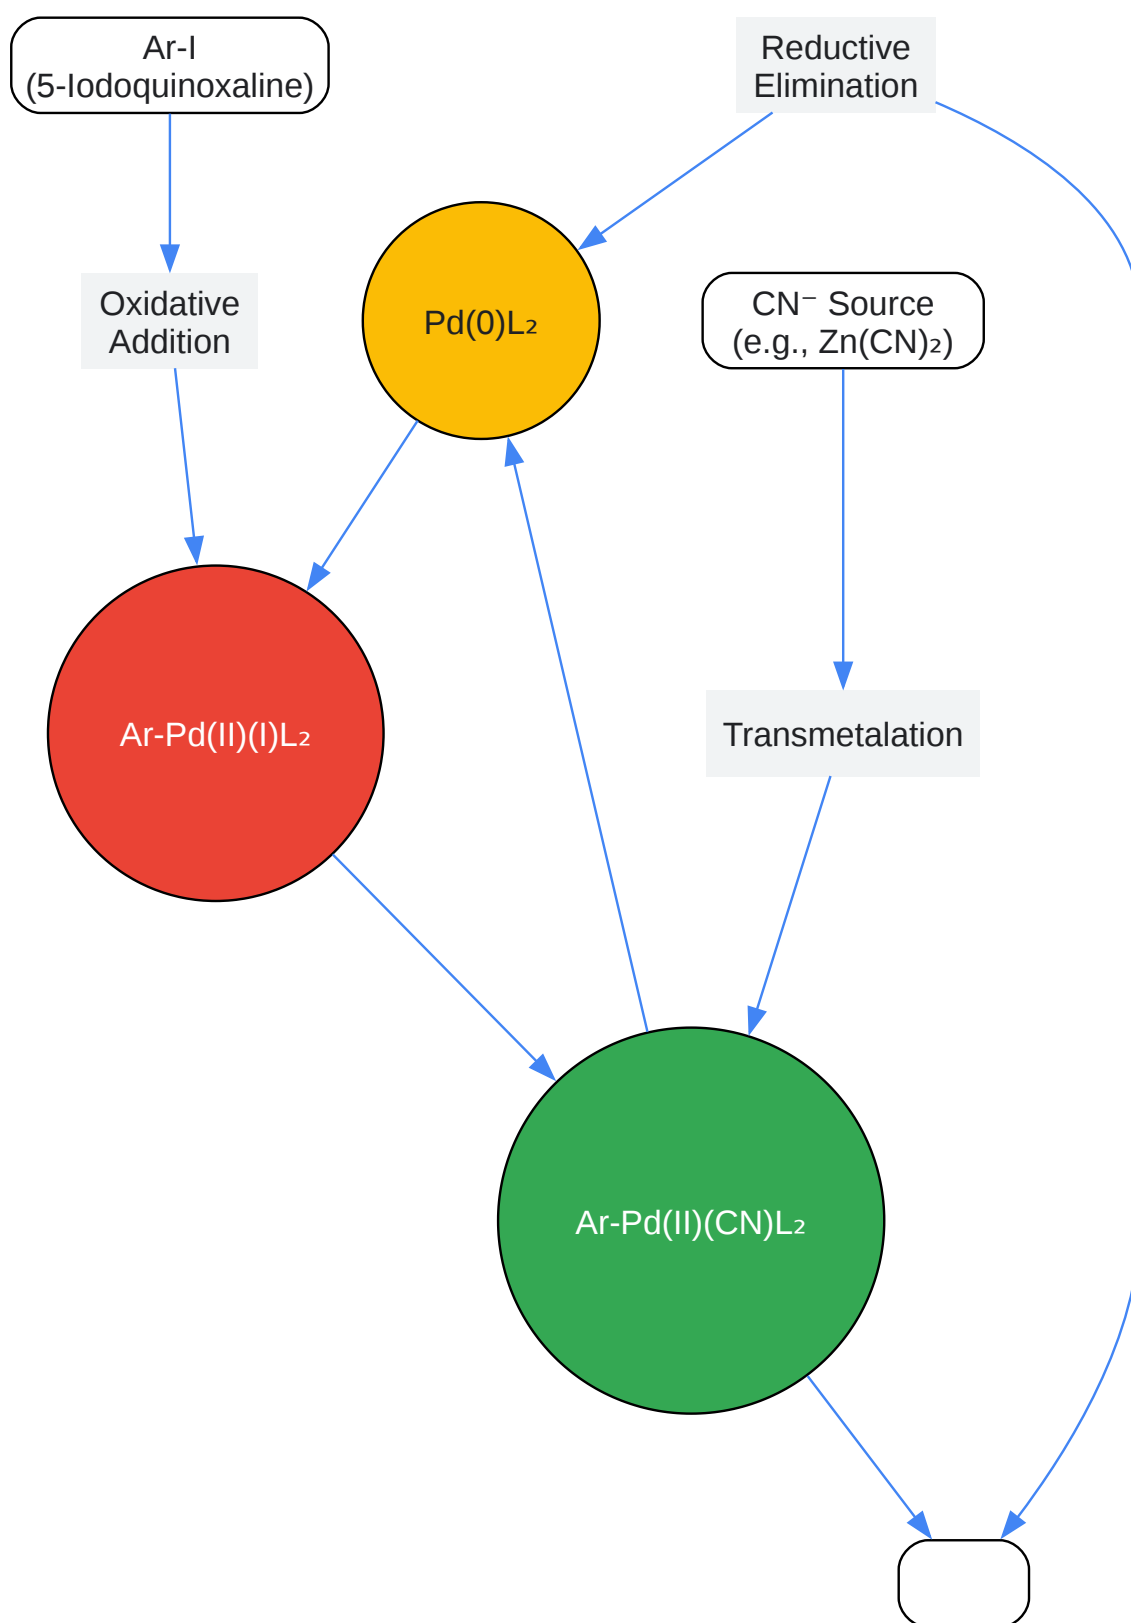 Ar-I
(5-Iodoquinoxaline)
Reductive
Elimination
Oxidative
Addition
Pd(0)L₂
CN⁻ Source
(e.g., Zn(CN)₂)
Ar-Pd(II)(I)L₂
Transmetalation
Ar-Pd(II)(CN)L₂